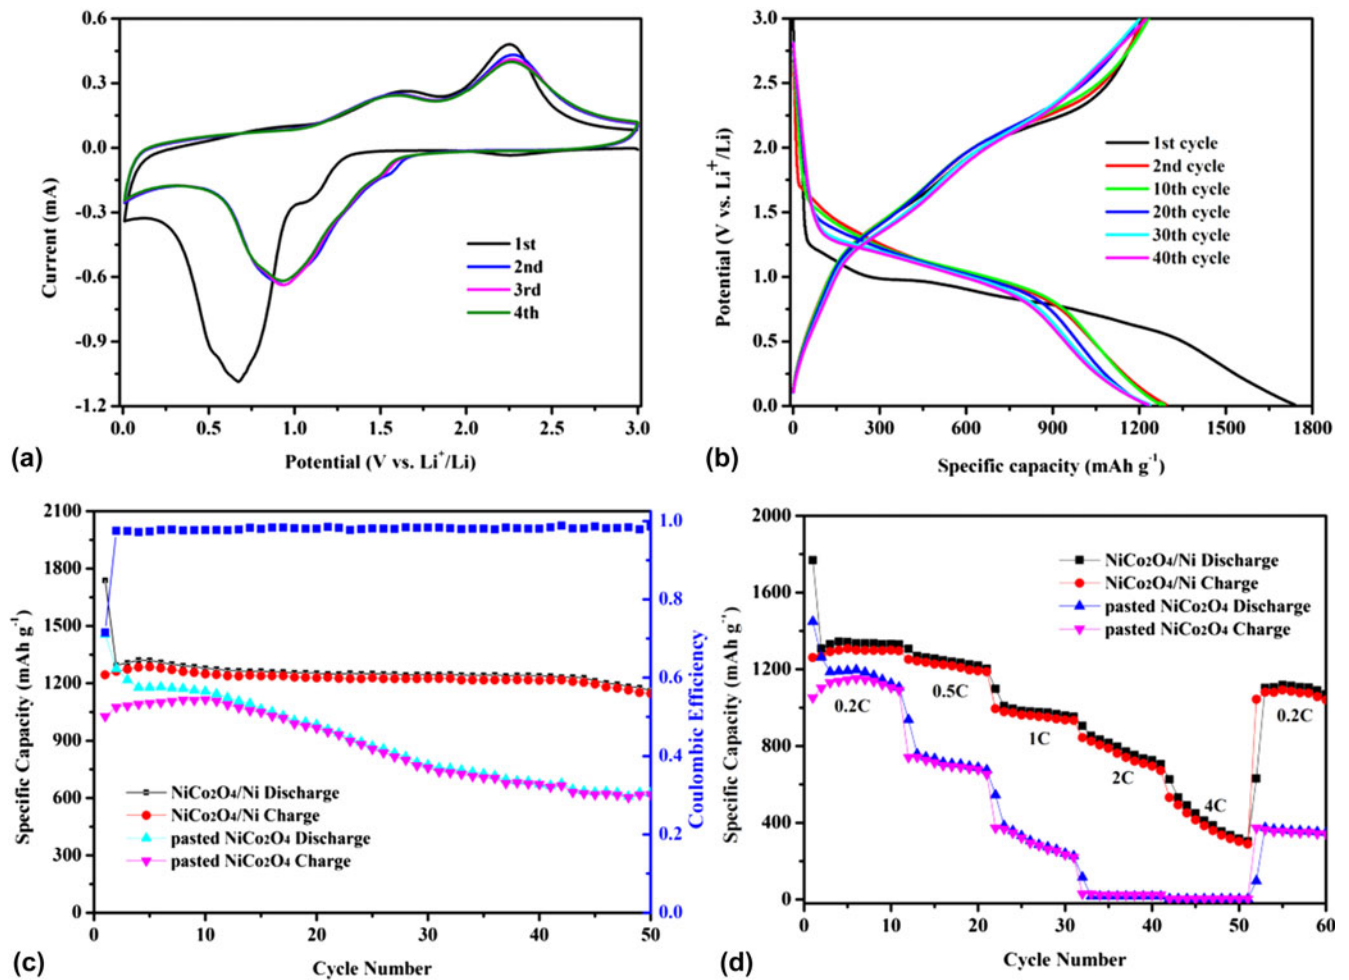 0.6
0.3
0.0
-0.3
-0.6
-0.9
-1.2
Current (mA)
1st
2nd
3rd
4th
0.0 0.5 1.0 1.5 2.0 2.5 3.0
Potential (V vs. Li⁺/Li)
(a)
3.0
2.5
2.0
1.5
1.0
0.5
0.0
Potential (V vs. Li⁺/Li)
1st cycle
2nd cycle
10th cycle
20th cycle
30th cycle
40th cycle
0 300 600 900 1200 1500 1800
Specific capacity (mAh g⁻¹)
(b)
2100
1800
1500
1200
900
600
300
0
Specific Capacity (mAh g⁻¹)
NiCo₂O₄/Ni Discharge
NiCo₂O₄/Ni Charge
pasted NiCo₂O₄ Discharge
pasted NiCo₂O₄ Charge
1.0
0.8
0.6
0.4
0.2
0.0
Coulombic Efficiency
0 10 20 30 40 50
Cycle Number
(c)
2000
1600
1200
800
400
0
Specific Capacity (mAh g⁻¹)
NiCo₂O₄/Ni Discharge
NiCo₂O₄/Ni Charge
pasted NiCo₂O₄ Discharge
pasted NiCo₂O₄ Charge
0.2C
0.5C
1C
2C
4C
0.2C
0 10 20 30 40 50 60
Cycle Number
(d)